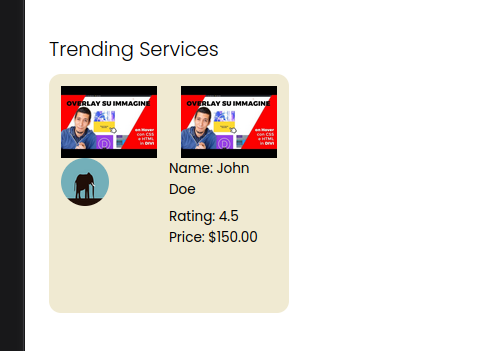 Trending Services
OVERLAY SU IMMAGINE
on Hover
con CSS
e HTML
in DIVI
OVERLAY SU IMMAGINE
on Hover
con CSS
e HTML
in DIVI
Name: John
Doe
Rating: 4.5
Price: $150.00